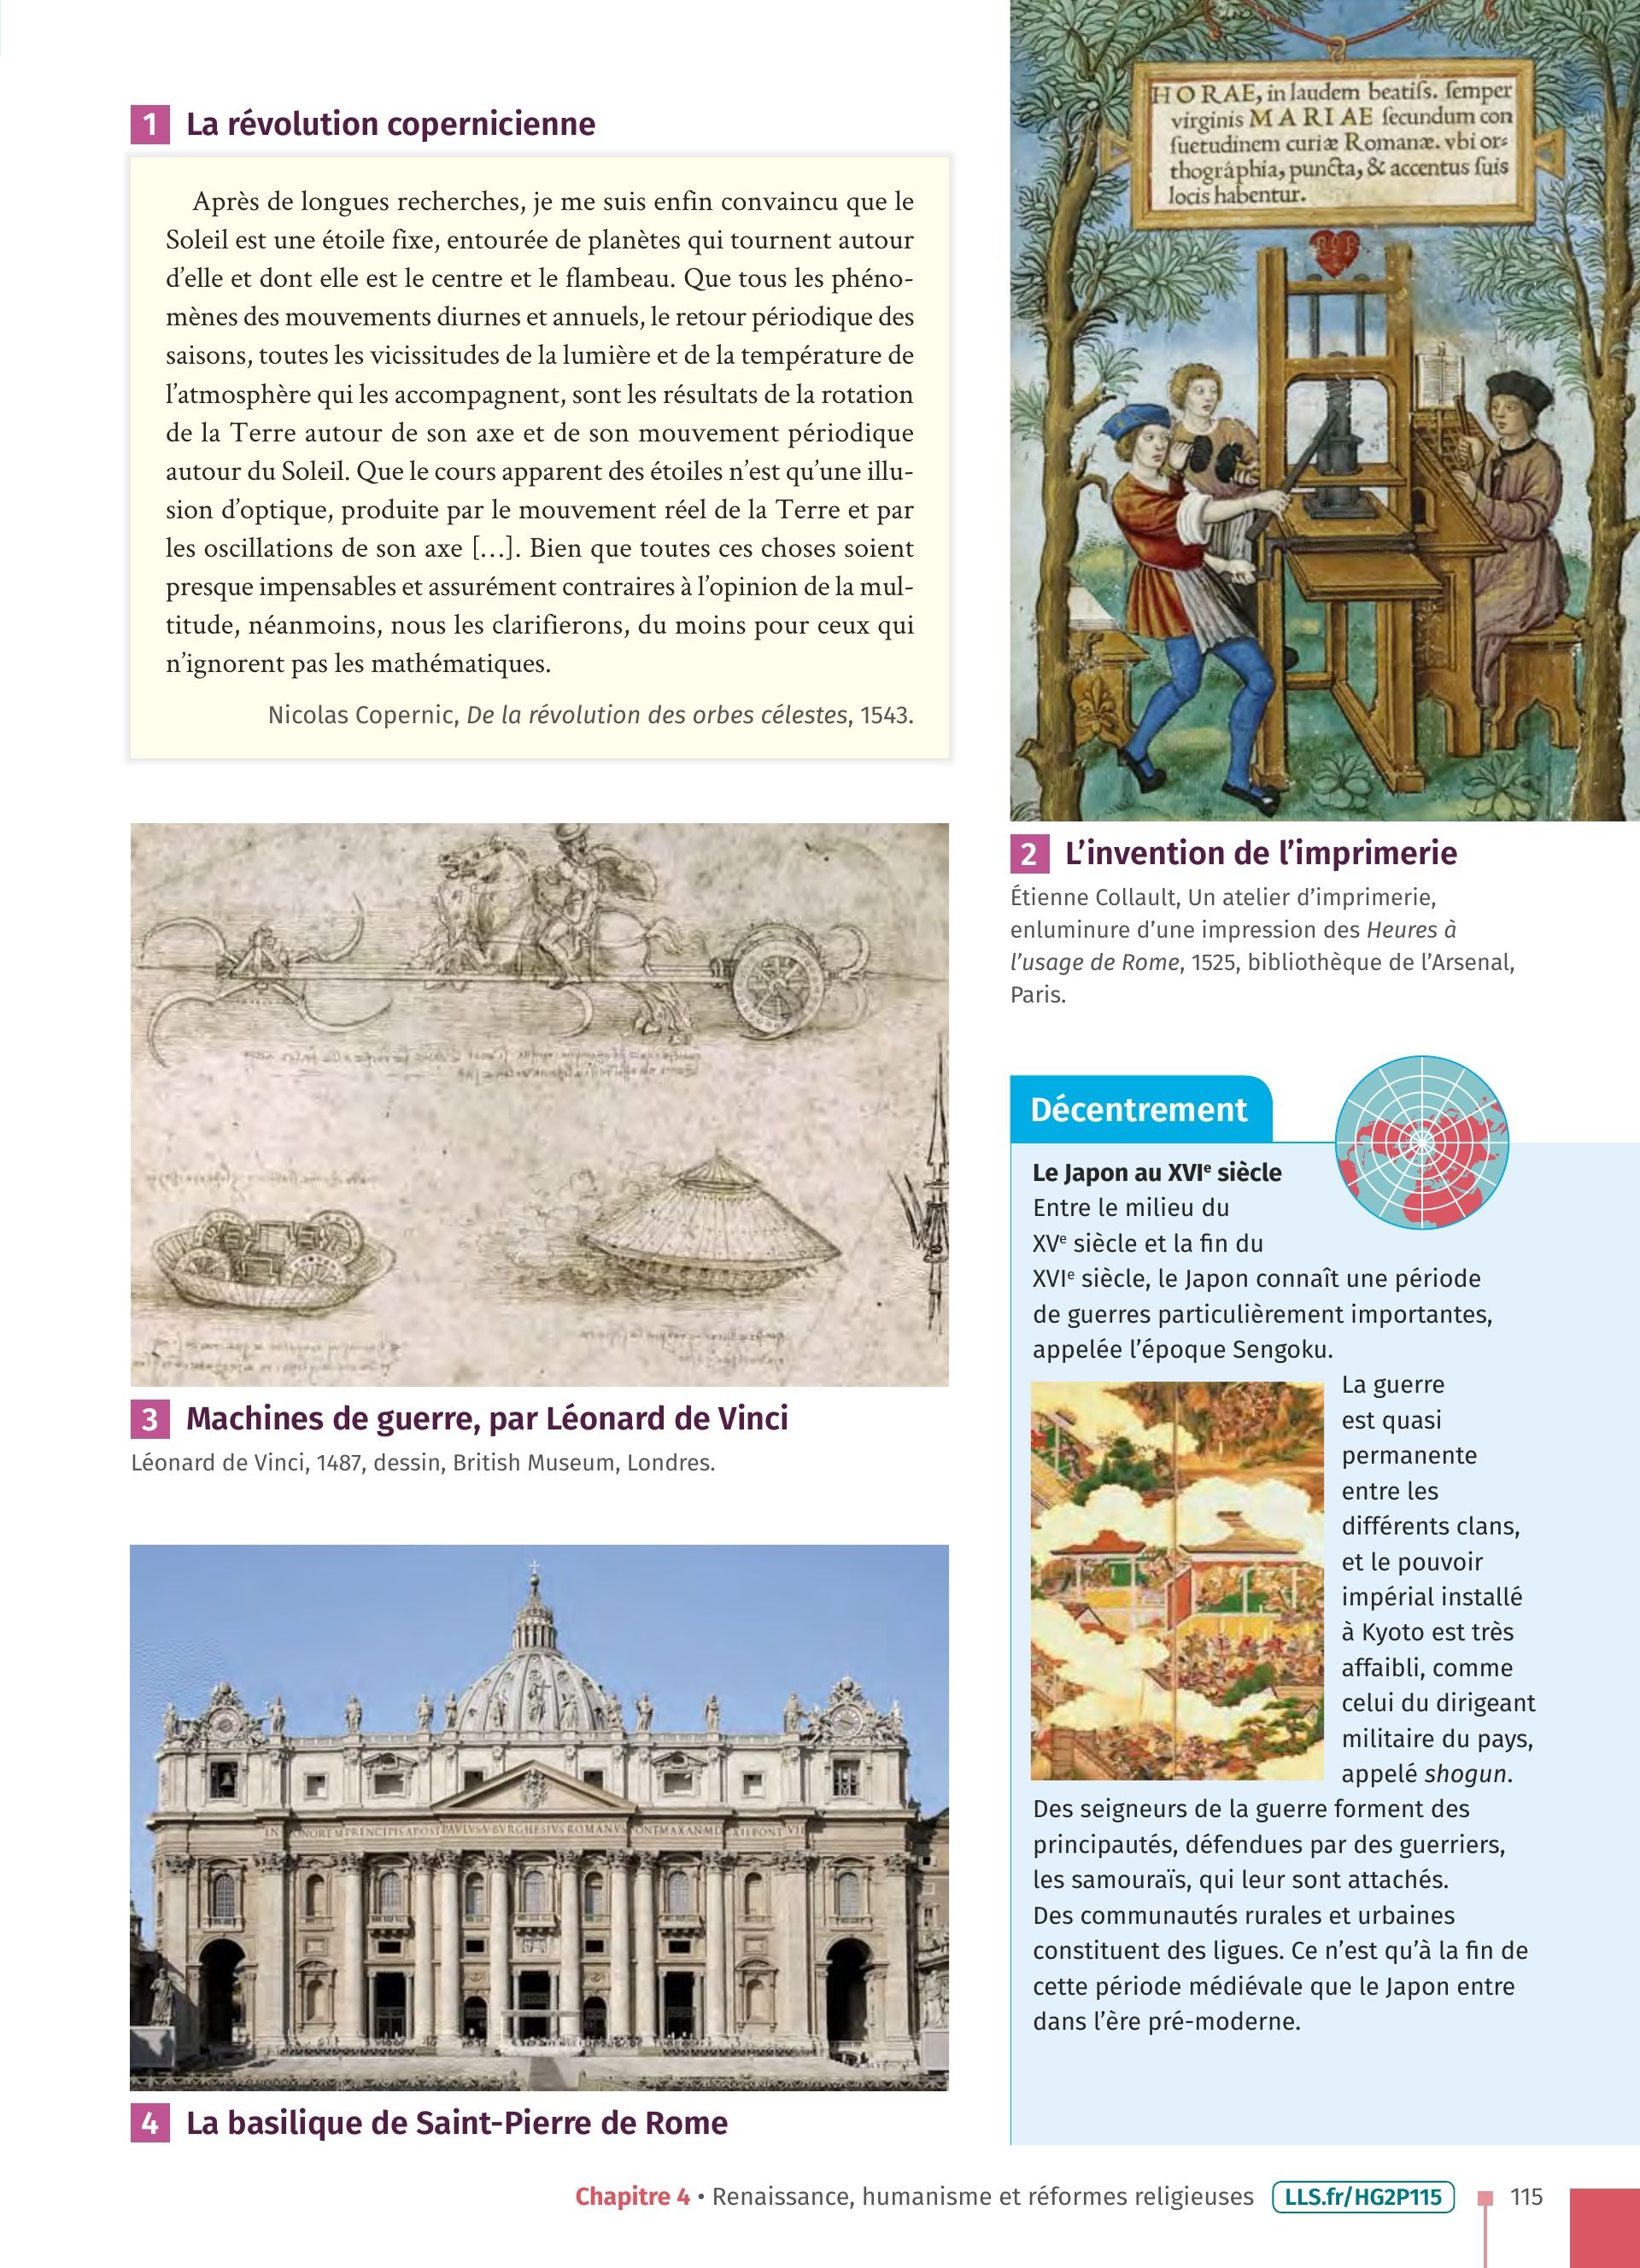 1 La révolution copernicienne
Après de longues recherches, je me suis enfin convaincu que le
Soleil est une étoile fixe, entourée de planètes qui tournent autour
d’elle et dont elle est le centre et le flambeau. Que tous les phéno-
mènes des mouvements diurnes et annuels, le retour périodique des
saisons, toutes les vicissitudes de la lumière et de la température de
l’atmosphère qui les accompagnent, sont les résultats de la rotation
de la Terre autour de son axe et de son mouvement périodique
autour du Soleil. Que le cours apparent des étoiles n’est qu’une illu-
sion d’optique, produite par le mouvement réel de la Terre et par
les oscillations de son axe […]. Bien que toutes ces choses soient
presque impensables et assurément contraires à l’opinion de la mul-
titude, néanmoins, nous les clarifierons, du moins pour ceux qui
n’ignorent pas les mathématiques.
Nicolas Copernic, De la révolution des orbes célestes, 1543.
HORAE, in laudem beatiſs. ſemper
virginis MARIAE ſecundum con
ſuetudinem curiæ Romanæ. vbi or=
thográphia, puncta, & accentus ſuis
locis habentur.
2 L’invention de l’imprimerie
Étienne Collault, Un atelier d’imprimerie,
enluminure d’une impression des Heures à
l’usage de Rome, 1525, bibliothèque de l’Arsenal,
Paris.
3 Machines de guerre, par Léonard de Vinci
Léonard de Vinci, 1487, dessin, British Museum, Londres.
IN HONOREM PRINCIPIS APOST PAVLVS V BVRGHESIVS ROMANVS PONT MAX AN MDCXII PONT VII
4 La basilique de Saint-Pierre de Rome
Décentrement
Le Japon au XVIe siècle
Entre le milieu du
XVe siècle et la fin du
XVIe siècle, le Japon connaît une période
de guerres particulièrement importantes,
appelée l’époque Sengoku.
La guerre
est quasi
permanente
entre les
différents clans,
et le pouvoir
impérial installé
à Kyoto est très
affaibli, comme
celui du dirigeant
militaire du pays,
appelé shogun.
Des seigneurs de la guerre forment des
principautés, défendues par des guerriers,
les samouraïs, qui leur sont attachés.
Des communautés rurales et urbaines
constituent des ligues. Ce n’est qu’à la fin de
cette période médiévale que le Japon entre
dans l’ère pré-moderne.
Chapitre 4 • Renaissance, humanisme et réformes religieuses LLS.fr/HG2P115 115